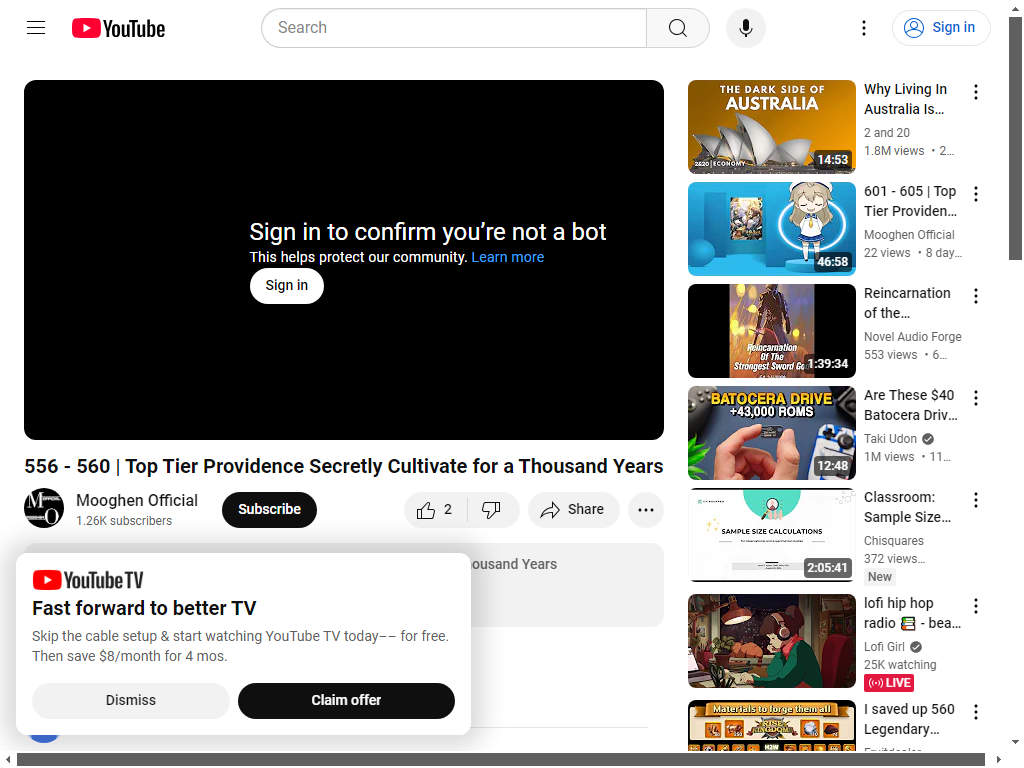 YouTube
Search
Sign in
Sign in to confirm you're not a bot
This helps protect our community. Learn more
Sign in
556 - 560 | Top Tier Providence Secretly Cultivate for a Thousand Years
Mooghen Official
1.26K subscribers
Subscribe
2
Share
ousand Years
YouTube TV
Fast forward to better TV
Skip the cable setup & start watching YouTube TV today–– for free.
Then save $8/month for 4 mos.
Dismiss
Claim offer
THE DARK SIDE OF
AUSTRALIA
2&20 | ECONOMY
14:53
Why Living In
Australia Is…
2 and 20
1.8M views • 2…
46:58
601 - 605 | Top
Tier Providen…
Mooghen Official
22 views • 8 day…
Reincarnation
Of The
Strongest Sword God
1:39:34
Reincarnation
of the…
Novel Audio Forge
553 views • 6…
BATOCERA DRIVE
+43,000 ROMS
12:48
Are These $40
Batocera Driv…
Taki Udon
1M views • 11…
SAMPLE SIZE CALCULATIONS
2:05:41
Classroom:
Sample Size…
Chisquares
372 views…
New
lofi hip hop
radio 📚 - bea…
Lofi Girl
25K watching
LIVE
Materials to forge them all
I saved up 560
Legendary…